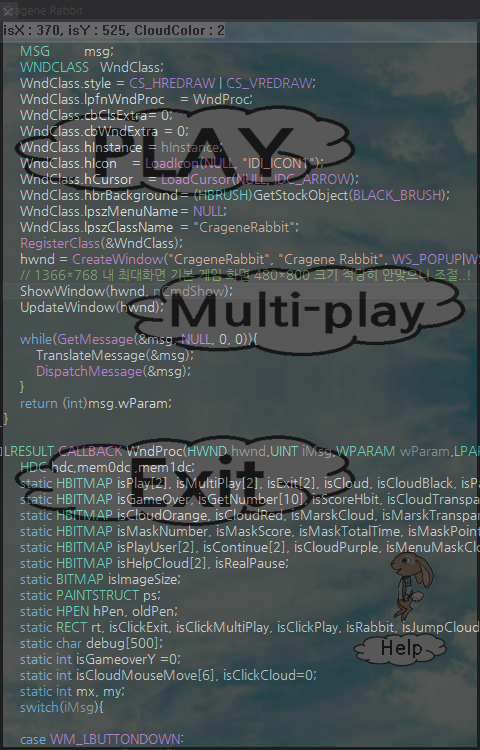 Cragene Rabbit
isX : 370, isY : 525, CloudColor : 2
MSG msg;
WNDCLASS WndClass;
WndClass.style = CS_HREDRAW | CS_VREDRAW;
WndClass.lpfnWndProc = WndProc;
WndClass.cbClsExtra= 0;
WndClass.cbWndExtra = 0;
PLAY
WndClass.hInstance = hInstance;
WndClass.hIcon = LoadIcon(NULL, "IDI_ICON1");
WndClass.hCursor = LoadCursor(NULL, IDC_ARROW);
WndClass.hbrBackground = (HBRUSH)GetStockObject(BLACK_BRUSH);
WndClass.lpszMenuName= NULL;
WndClass.lpszClassName = "CrageneRabbit";
RegisterClass(&WndClass);
hwnd = CreateWindow("CrageneRabbit", "Cragene Rabbit", WS_POPUP|WS
// 1366*768 내 최대화면 기본 게임 화면 480*800 크기 적당히 안맞으니 조절..!
ShowWindow(hwnd, nCmdShow);
UpdateWindow(hwnd);
Multi-play
while(GetMessage(&msg, NULL, 0, 0)){
TranslateMessage(&msg);
DispatchMessage(&msg);
}
return (int)msg.wParam;
}
LRESULT CALLBACK WndProc(HWND hwnd,UINT iMsg,WPARAM wParam,LPAR
HDC hdc,mem0dc, mem1dc;
Exit
static HBITMAP isPlay[2], isMultiPlay[2], isExit[2], isCloud, isCloudBlack, isPa
static HBITMAP isGameOver, isGetNumber[10], isScoreHbit, isCloudTranspa
static HBITMAP isCloudOrange, isCloudRed, isMarskCloud, isMarskTranspar
static HBITMAP isMaskNumber, isMaskScore, isMaskTotalTime, isMaskPoint
static HBITMAP isPlayUser[2], isContinue[2], isCloudPurple, isMenuMaskClo
static HBITMAP isHelpCloud[2], isRealPause;
static BITMAP isImageSize;
static PAINTSTRUCT ps;
static HPEN hPen, oldPen;
static RECT rt, isClickExit, isClickMultiPlay, isClickPlay, isRabbit, isJumpCloud
static char debug[500];
Help
static int isGameoverY =0;
static int isCloudMouseMove[6], isClickCloud=0;
static int mx, my;
switch(iMsg){
case WM_LBUTTONDOWN: